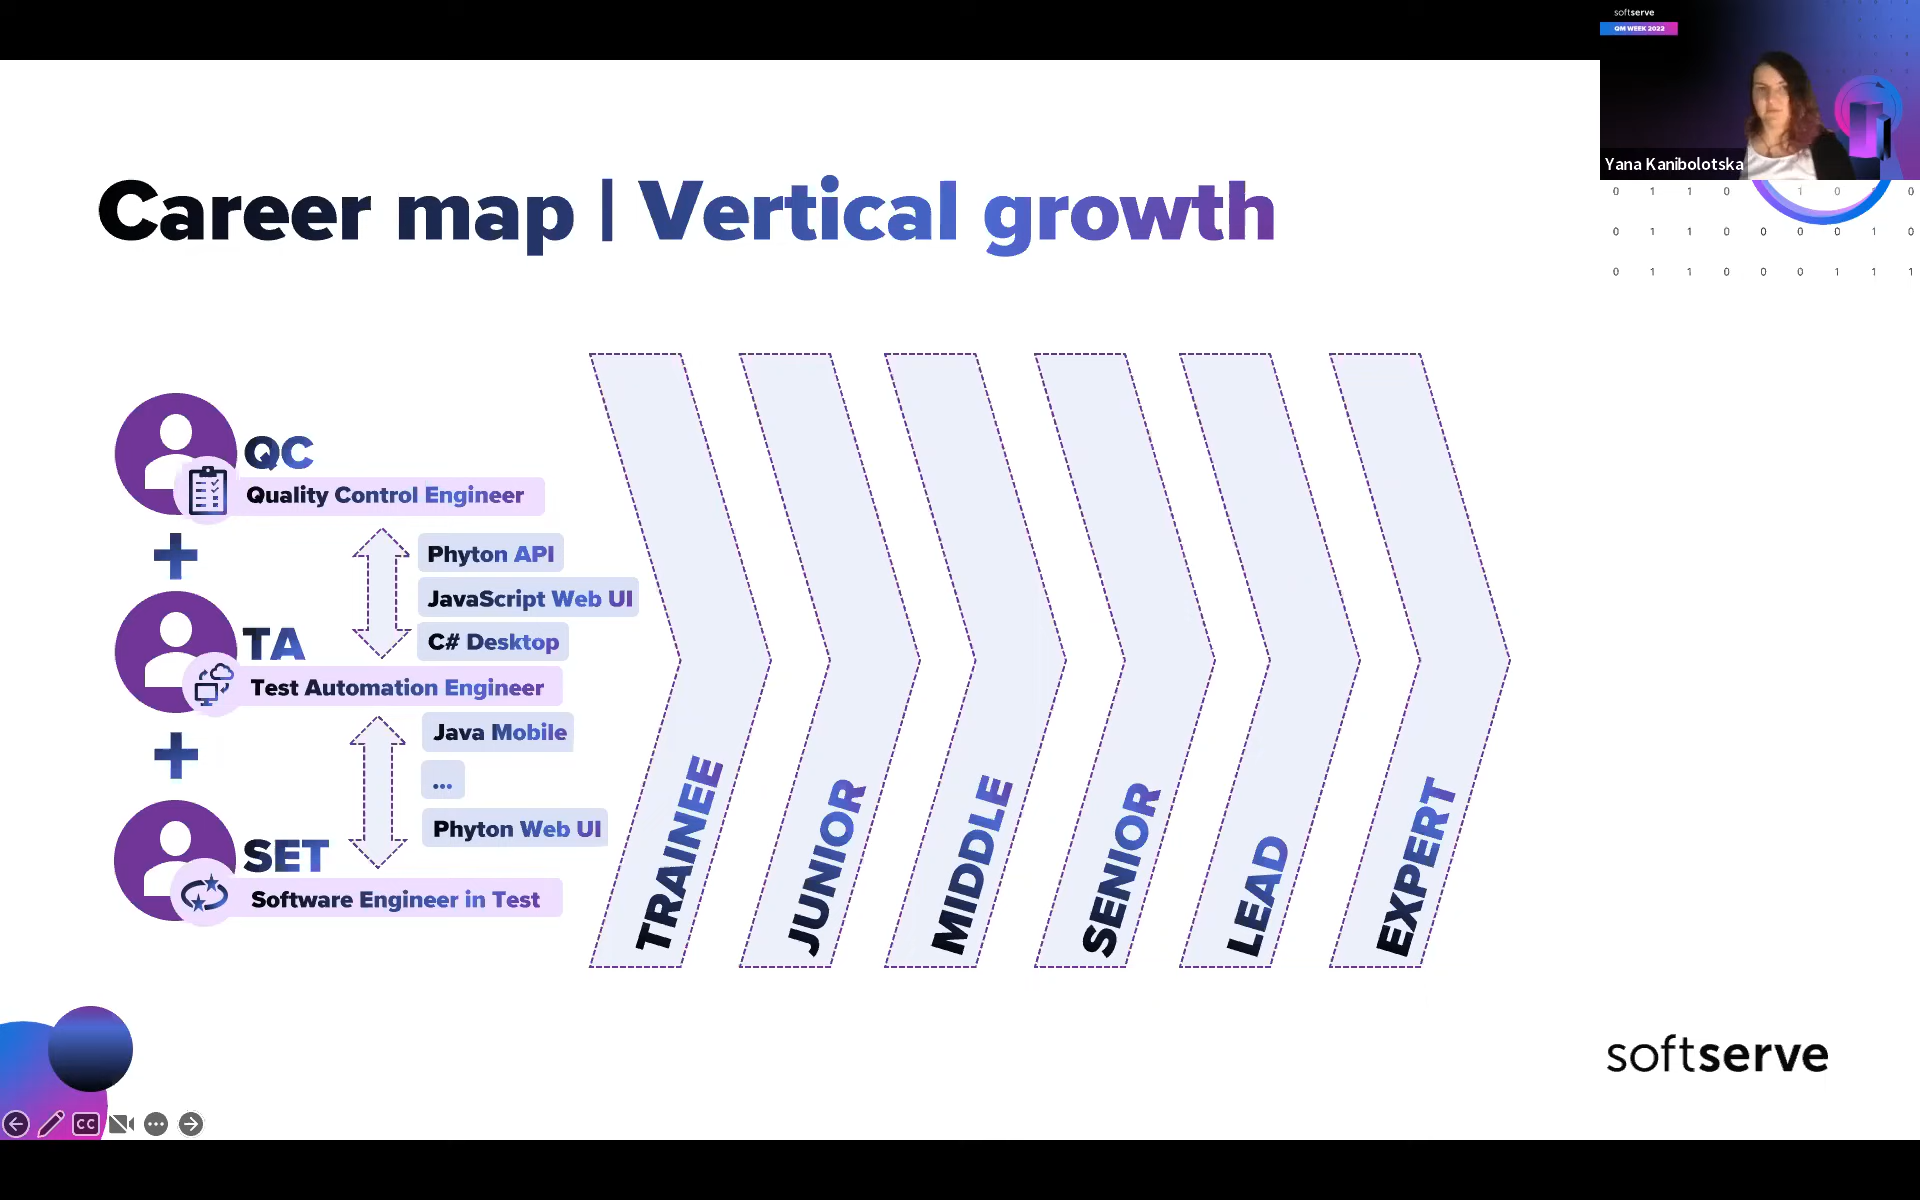 softserve
QM WEEK 2022
Yana Kanibolotska
Career map | Vertical growth
0 1 1 0 1 0 0
0 1 1 0 0 0 0 1 0
0 1 1 0 0 0 1 1 1
QC
Quality Control Engineer
Phyton API
JavaScript Web UI
C# Desktop
TA
Test Automation Engineer
Java Mobile
...
Phyton Web UI
SET
Software Engineer in Test
TRAINEE
JUNIOR
MIDDLE
SENIOR
LEAD
EXPERT
softserve
CC